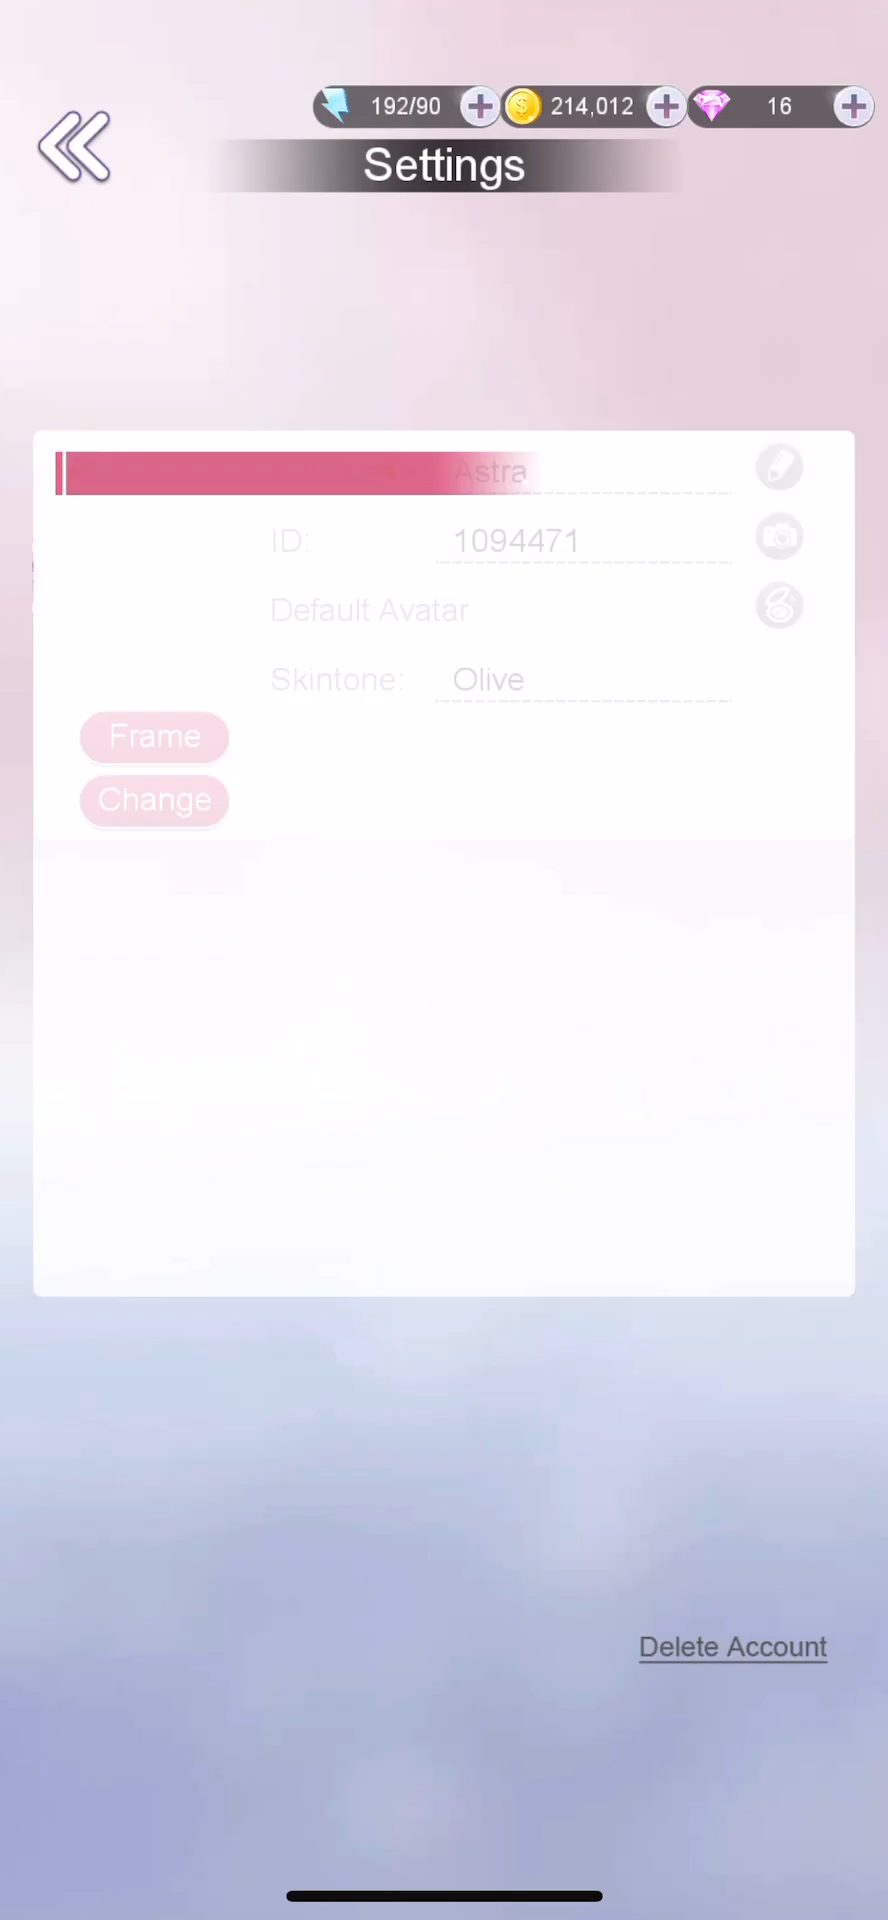 192/90 214,012 16
Settings
Astra
ID: 1094471
Default Avatar
Skintone: Olive
Frame
Change
Delete Account